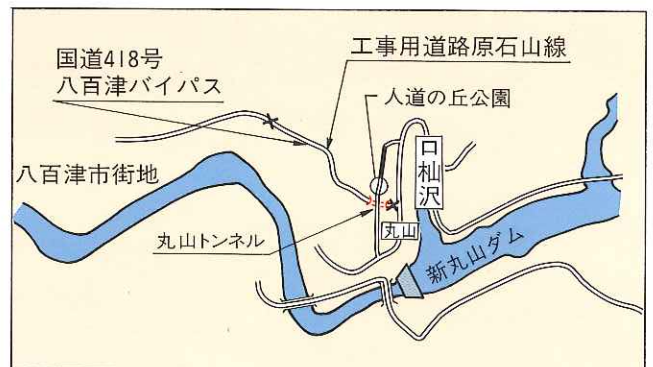 国道418号
八百津バイパス
工事用道路原石山線
人道の丘公園
口杣沢
八百津市街地
丸山トンネル
丸山
新丸山ダム